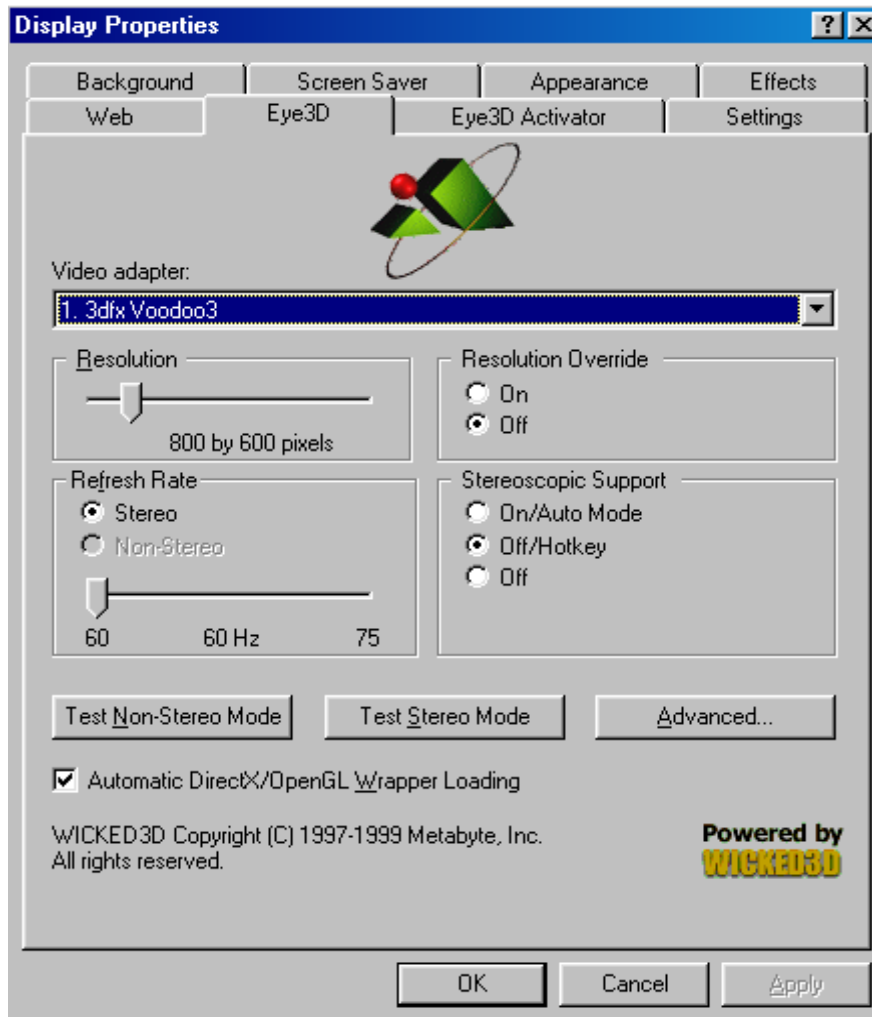 Display Properties
Background Screen Saver Appearance Effects
Web Eye3D Eye3D Activator Settings
Video adapter:
1. 3dfx Voodoo3
Resolution
800 by 600 pixels
Resolution Override
On
Off
Refresh Rate
Stereo
Non-Stereo
60 60 Hz 75
Stereoscopic Support
On/Auto Mode
Off/Hotkey
Off
Test Non-Stereo Mode Test Stereo Mode Advanced...
Automatic DirectX/OpenGL Wrapper Loading
WICKED3D Copyright (C) 1997-1999 Metabyte, Inc.
All rights reserved.
Powered by
WICKED3D
OK Cancel Apply